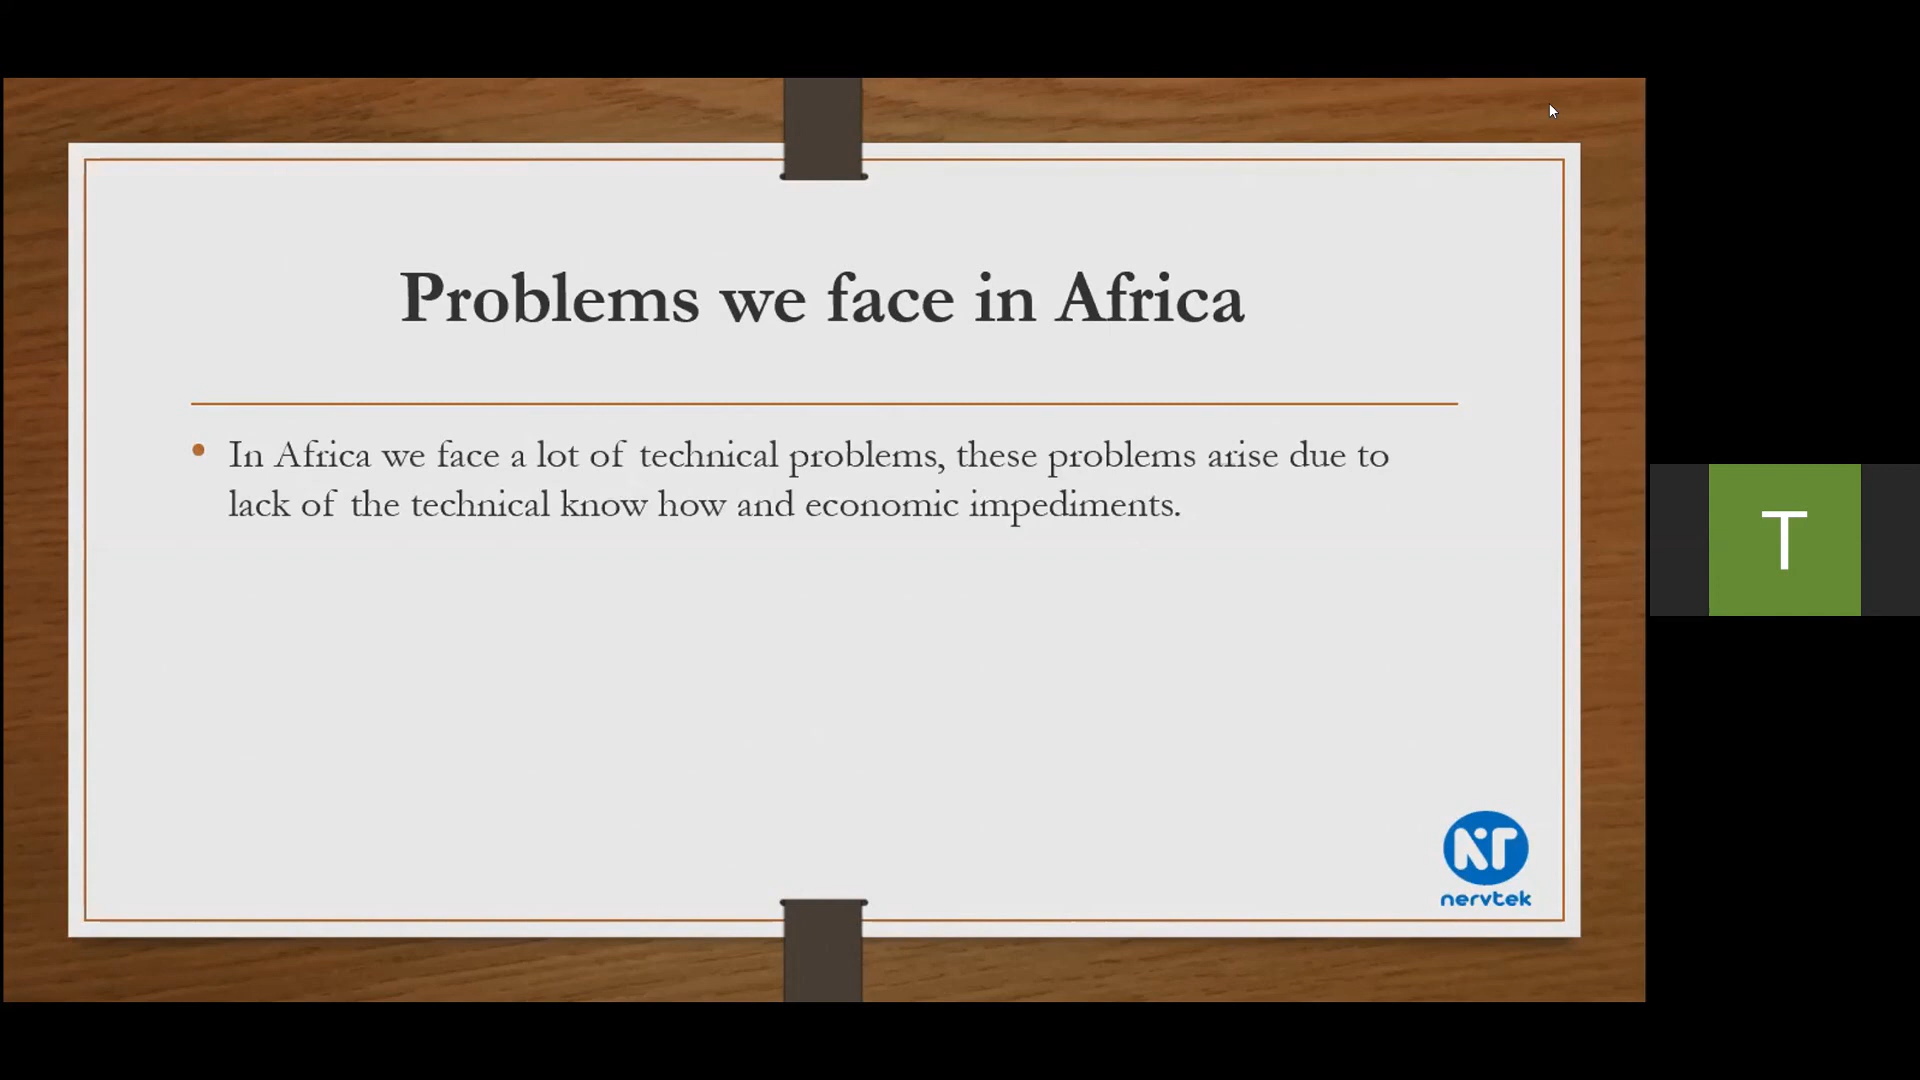 Problems we face in Africa
• In Africa we face a lot of technical problems, these problems arise due to
lack of the technical know how and economic impediments.
T
NT
nervtek